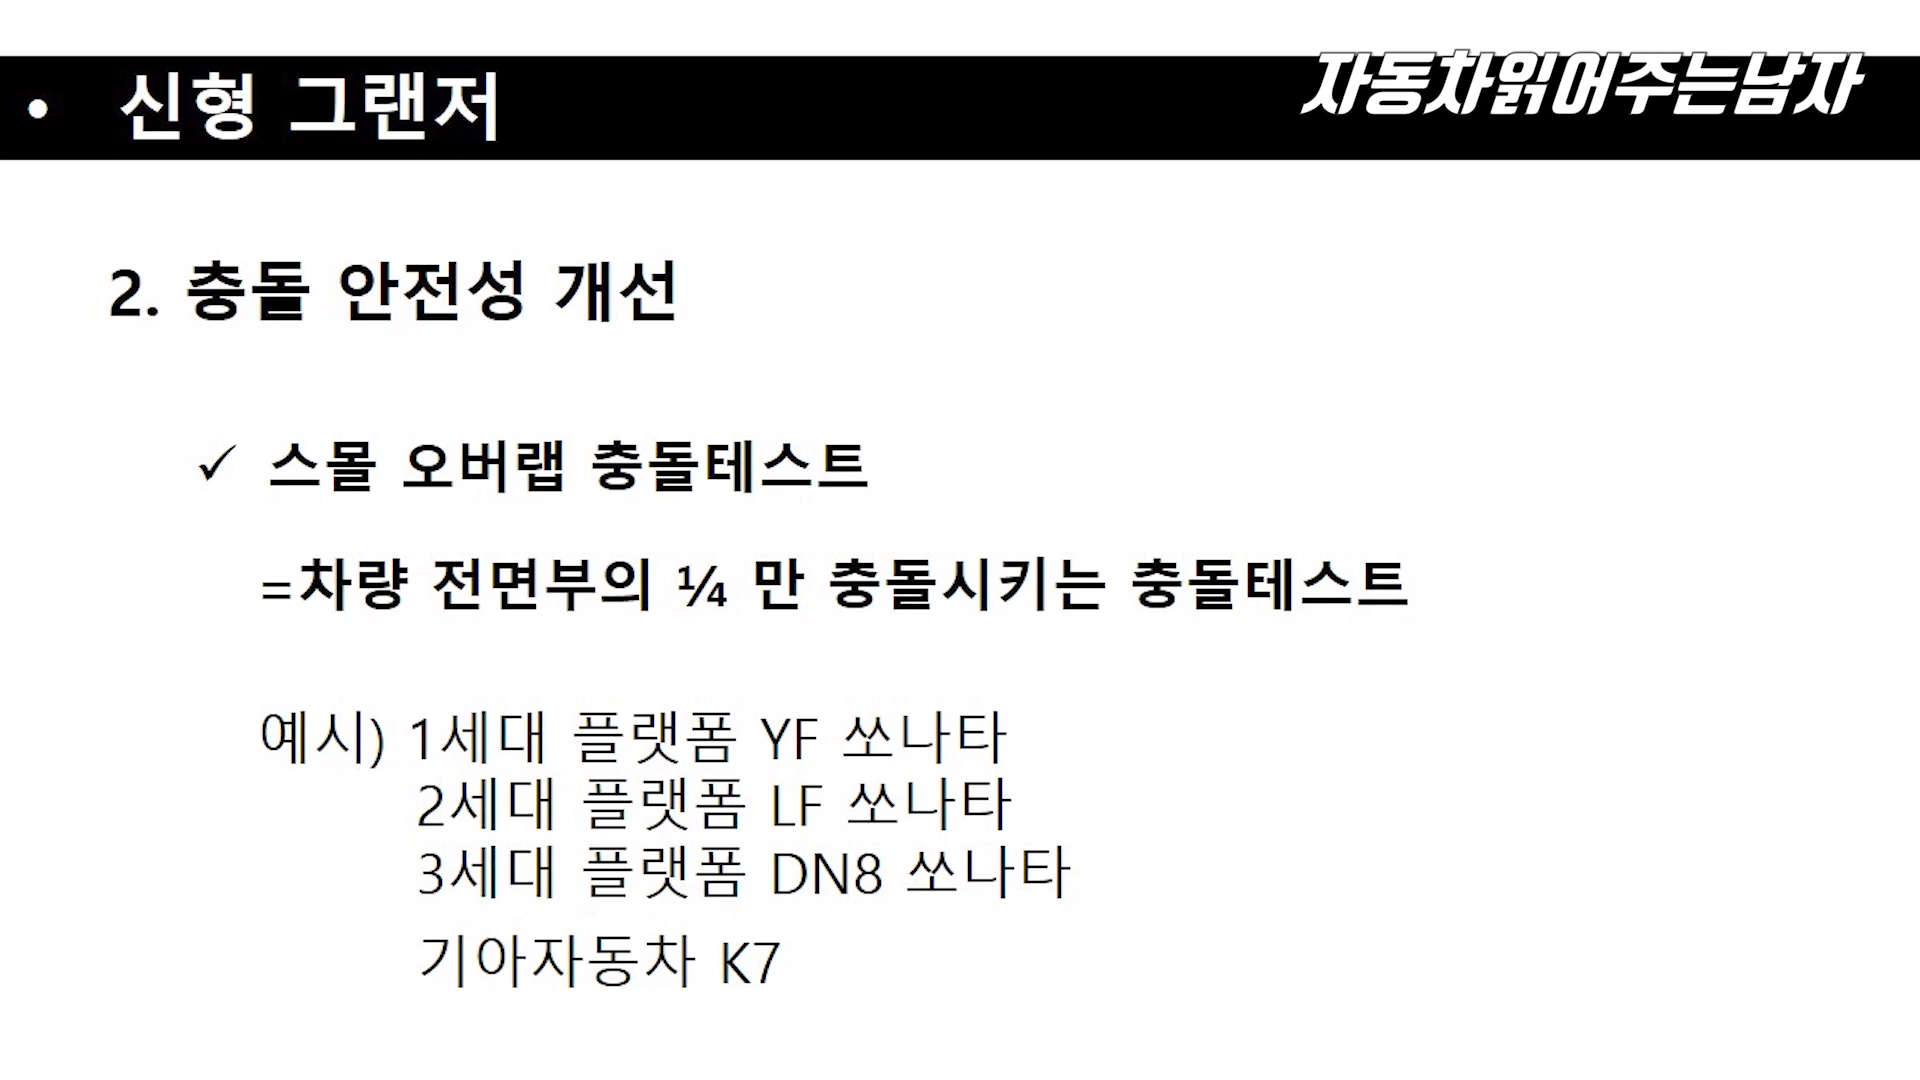 • 신형 그랜저
자동차읽어주는남자
2. 충돌 안전성 개선
✓ 스몰 오버랩 충돌테스트
=차량 전면부의 ¼ 만 충돌시키는 충돌테스트
예시) 1세대 플랫폼 YF 쏘나타
2세대 플랫폼 LF 쏘나타
3세대 플랫폼 DN8 쏘나타
기아자동차 K7